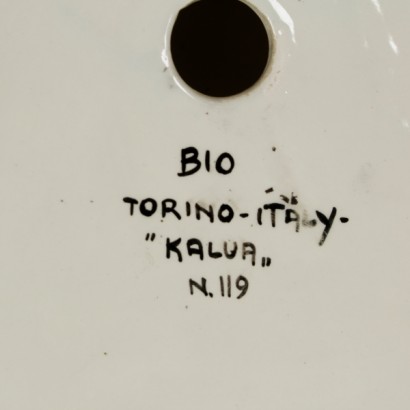 BIO
TORINO-ITALY-
"KALUA„
N.119